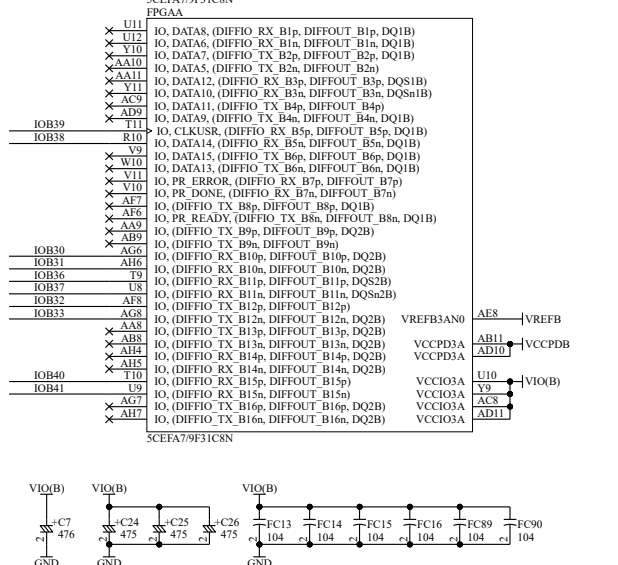 5CEFA7/9F31C8N
FPGAA
U11 IO, DATA8, (DIFFIO_RX_B1p, DIFFOUT_B1p, DQ1B)
U12 IO, DATA6, (DIFFIO_RX_B1n, DIFFOUT_B1n, DQ1B)
Y10 IO, DATA7, (DIFFIO_TX_B2p, DIFFOUT_B2p, DQ1B)
AA10 IO, DATA5, (DIFFIO_TX_B2n, DIFFOUT_B2n)
AA11 IO, DATA12, (DIFFIO_RX_B3p, DIFFOUT_B3p, DQS1B)
Y11 IO, DATA10, (DIFFIO_RX_B3n, DIFFOUT_B3n, DQSn1B)
AC9 IO, DATA11, (DIFFIO_TX_B4p, DIFFOUT_B4p)
AD9 IO, DATA9, (DIFFIO_TX_B4n, DIFFOUT_B4n, DQ1B)
IOB39 T11 IO, CLKUSR, (DIFFIO_RX_B5p, DIFFOUT_B5p, DQ1B)
IOB38 R10 IO, DATA14, (DIFFIO_RX_B5n, DIFFOUT_B5n, DQ1B)
V9 IO, DATA15, (DIFFIO_TX_B6p, DIFFOUT_B6p, DQ1B)
W10 IO, DATA13, (DIFFIO_TX_B6n, DIFFOUT_B6n, DQ1B)
V11 IO, PR_ERROR, (DIFFIO_RX_B7p, DIFFOUT_B7p)
V10 IO, PR_DONE, (DIFFIO_RX_B7n, DIFFOUT_B7n)
AF7 IO, (DIFFIO_TX_B8p, DIFFOUT_B8p, DQ1B)
AF6 IO, PR_READY, (DIFFIO_TX_B8n, DIFFOUT_B8n, DQ1B)
AA9 IO, (DIFFIO_TX_B9p, DIFFOUT_B9p, DQ2B)
AB9 IO, (DIFFIO_TX_B9n, DIFFOUT_B9n)
IOB30 AG6 IO, (DIFFIO_RX_B10p, DIFFOUT_B10p, DQ2B)
IOB31 AH6 IO, (DIFFIO_RX_B10n, DIFFOUT_B10n, DQ2B)
IOB36 T9 IO, (DIFFIO_RX_B11p, DIFFOUT_B11p, DQS2B)
IOB37 U8 IO, (DIFFIO_RX_B11n, DIFFOUT_B11n, DQSn2B)
IOB32 AF8 IO, (DIFFIO_TX_B12p, DIFFOUT_B12p)
IOB33 AG8 IO, (DIFFIO_TX_B12n, DIFFOUT_B12n, DQ2B) VREFB3AN0 AE8 VREFB
AA8 IO, (DIFFIO_TX_B13p, DIFFOUT_B13p, DQ2B)
AB8 IO, (DIFFIO_TX_B13n, DIFFOUT_B13n, DQ2B) VCCPD3A AB11 VCCPDB
AH4 IO, (DIFFIO_RX_B14p, DIFFOUT_B14p, DQ2B) VCCPD3A AD10
AH5 IO, (DIFFIO_RX_B14n, DIFFOUT_B14n, DQ2B)
IOB40 T10 IO, (DIFFIO_RX_B15p, DIFFOUT_B15p) VCCIO3A U10 VIO(B)
IOB41 U9 IO, (DIFFIO_RX_B15n, DIFFOUT_B15n) VCCIO3A Y9
AG7 IO, (DIFFIO_TX_B16p, DIFFOUT_B16p, DQ2B) VCCIO3A AC8
AH7 IO, (DIFFIO_TX_B16n, DIFFOUT_B16n, DQ2B) VCCIO3A AD11
5CEFA7/9F31C8N
VIO(B) VIO(B) VIO(B)
+C7 +C24 +C25 +C26 FC13 FC14 FC15 FC16 FC89 FC90
476 475 475 475 104 104 104 104 104 104
2 2 2 2 2 2 2 2 2 2
GND GND GND